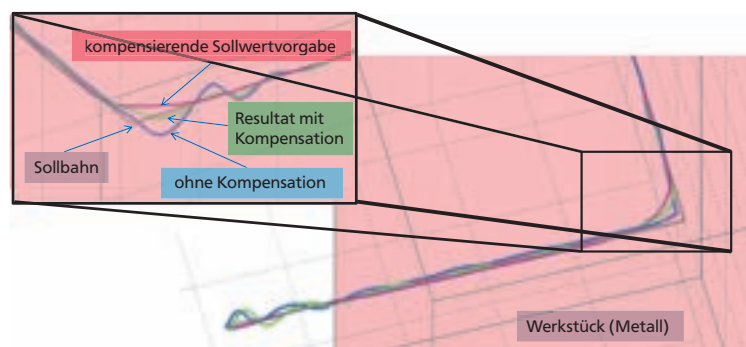 kompensierende Sollwertvorgabe
Resultat mit
Kompensation
Sollbahn
ohne Kompensation
Werkstück (Metall)